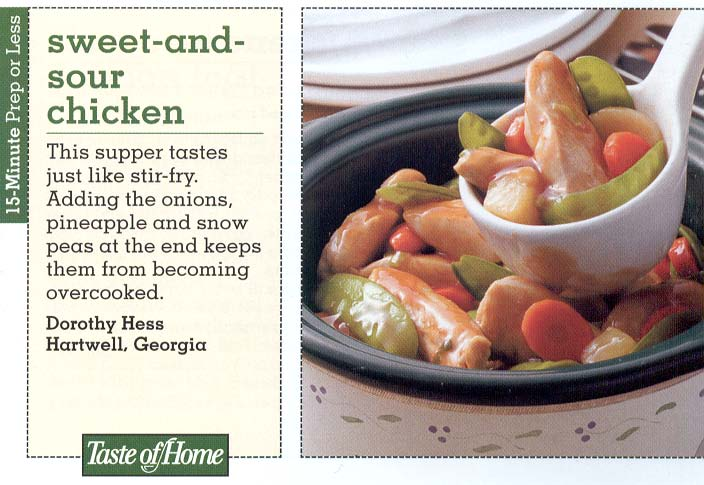 15-Minute Prep or Less
sweet-and-
sour
chicken
This supper tastes
just like stir-fry.
Adding the onions,
pineapple and snow
peas at the end keeps
them from becoming
overcooked.
Dorothy Hess
Hartwell, Georgia
Taste of Home